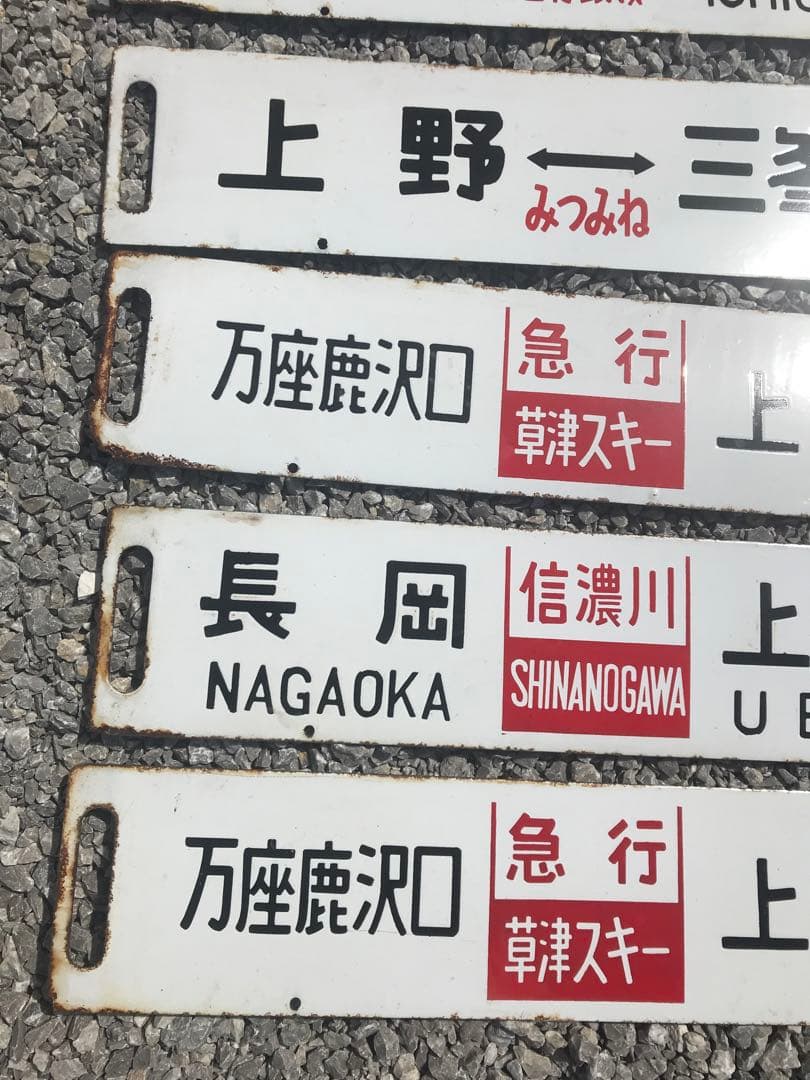 上野⟷三峯
みつみね
万座鹿沢口 急行 上
草津スキー
長岡 信濃川 上
NAGAOKA SHINANOGAWA U
万座鹿沢口 急行 上
草津スキー